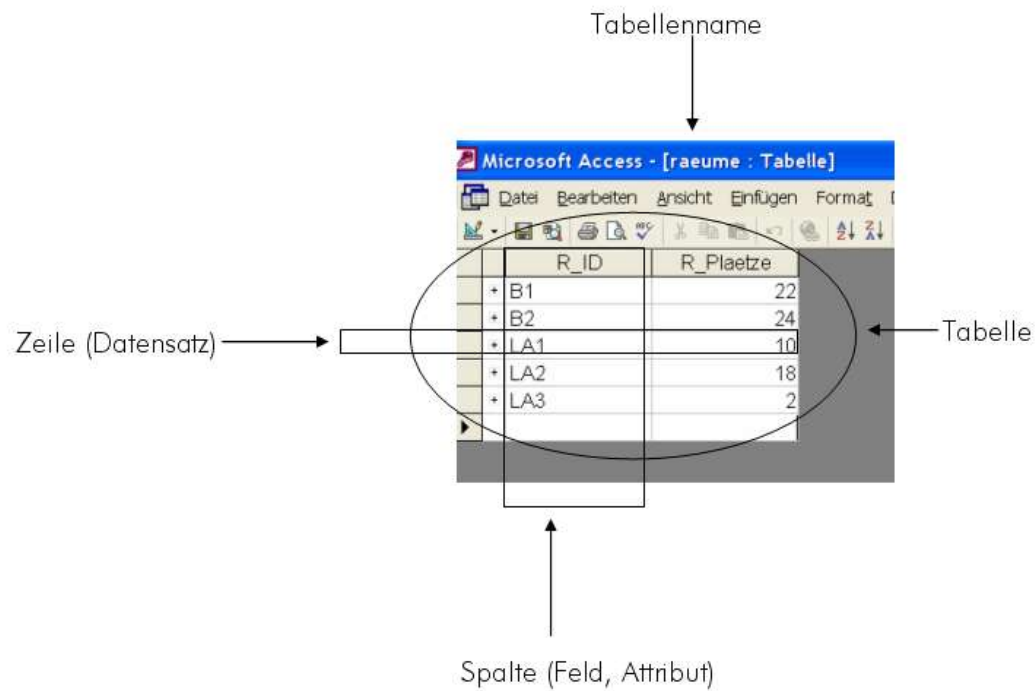 Tabellenname
Microsoft Access - [raeume : Tabelle]
Datei Bearbeiten Ansicht Einfügen Format
R_ID R_Plaetze
B1 22
B2 24
Zeile (Datensatz)
LA1 10
Tabelle
LA2 18
LA3 2
Spalte (Feld, Attribut)